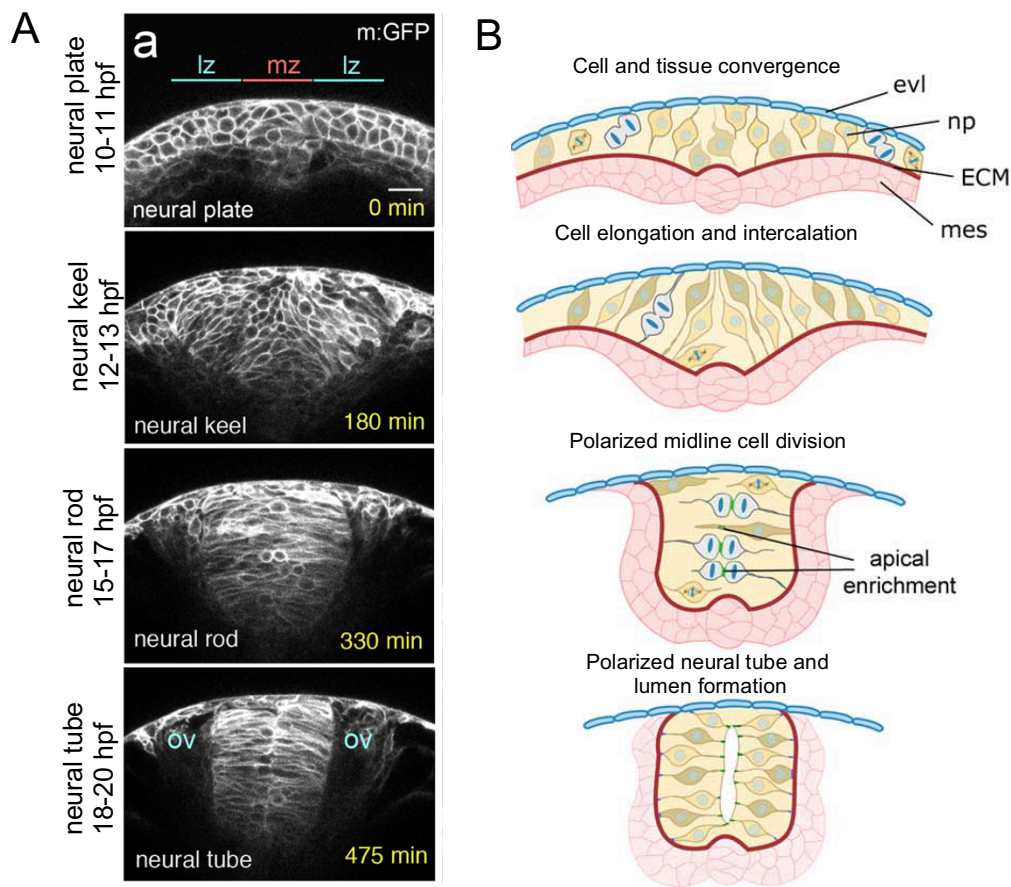 A
neural plate
10-11 hpf
a
m:GFP
lz
mz
lz
neural plate
0 min
neural keel
12-13 hpf
neural keel
180 min
neural rod
15-17 hpf
neural rod
330 min
neural tube
18-20 hpf
ov
ov
neural tube
475 min
B
Cell and tissue convergence
evl
np
ECM
mes
Cell elongation and intercalation
Polarized midline cell division
apical
enrichment
Polarized neural tube and
lumen formation